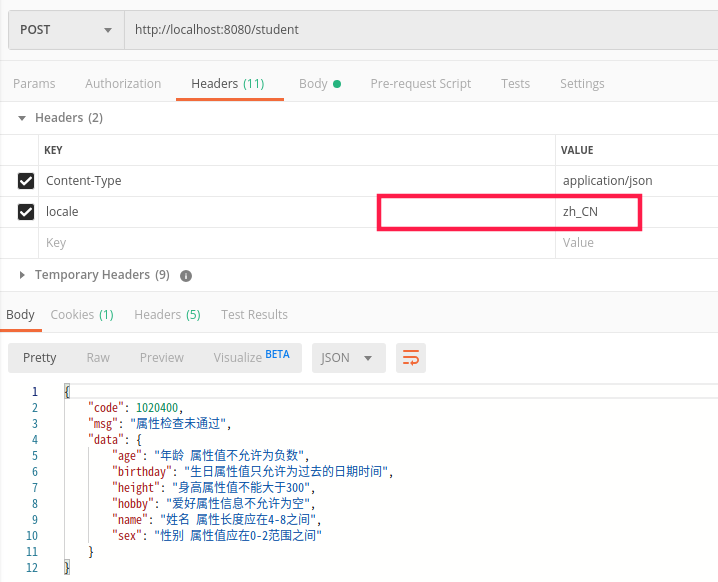 POST http://localhost:8080/student
Params Authorization Headers (11) Body Pre-request Script Tests Settings
Headers (2)
KEY VALUE
Content-Type application/json
locale zh_CN
Key Value
Temporary Headers (9) i
Body Cookies (1) Headers (5) Test Results
Pretty Raw Preview Visualize BETA JSON
1 {
2 "code": 1020400,
3 "msg": "属性检查未通过",
4 "data": {
5 "age": "年龄 属性值不允许为负数",
6 "birthday": "生日属性值只允许为过去的日期时间",
7 "height": "身高属性值不能大于300",
8 "hobby": "爱好属性信息不允许为空",
9 "name": "姓名 属性长度应在4-8之间",
10 "sex": "性别 属性值应在0-2范围之间"
11 }
12 }